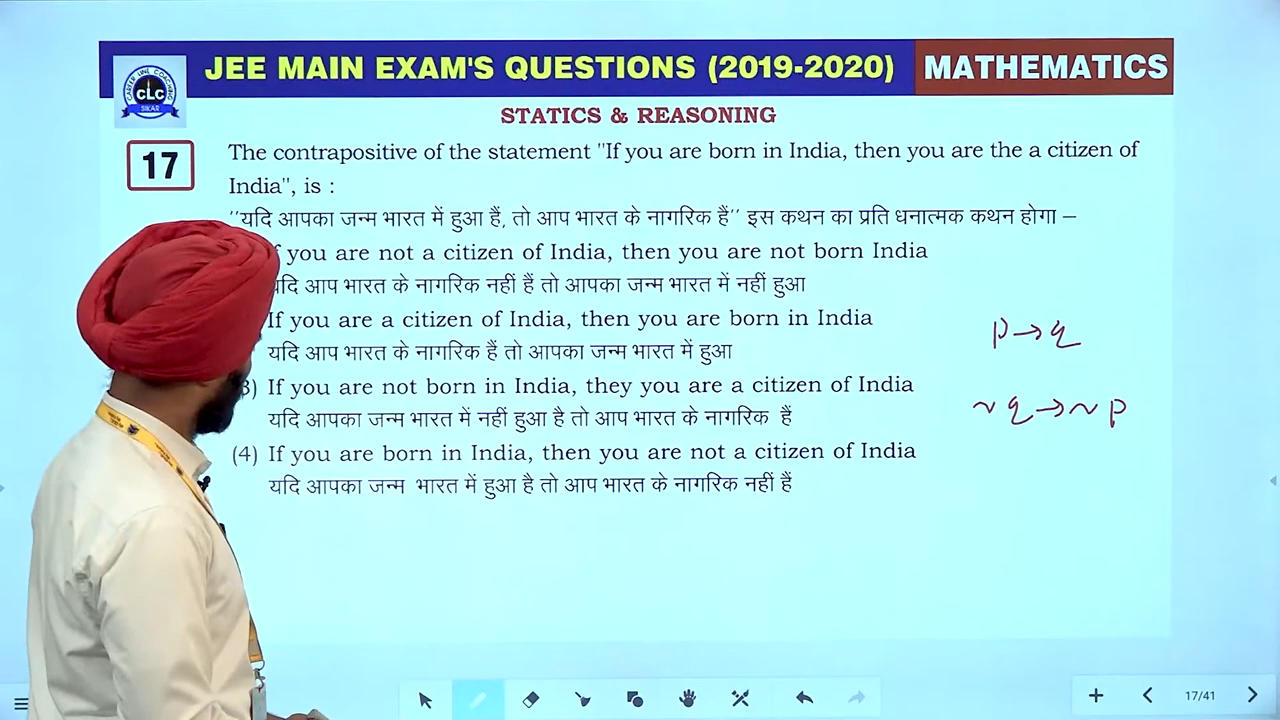 JEE MAIN EXAM'S QUESTIONS (2019-2020) MATHEMATICS
CAREER LINE COACHING
CLC
SIKAR
STATICS & REASONING
17 The contrapositive of the statement "If you are born in India, then you are the a citizen of
India", is :
''यदि आपका जन्म भारत में हुआ हैं, तो आप भारत के नागरिक हैं'' इस कथन का प्रति धनात्मक कथन होगा –
you are not a citizen of India, then you are not born India
यदि आप भारत के नागरिक नहीं हैं तो आपका जन्म भारत में नहीं हुआ
If you are a citizen of India, then you are born in India
यदि आप भारत के नागरिक हैं तो आपका जन्म भारत में हुआ
p→q
3) If you are not born in India, they you are a citizen of India
यदि आपका जन्म भारत में नहीं हुआ है तो आप भारत के नागरिक हैं
~q→~p
(4) If you are born in India, then you are not a citizen of India
यदि आपका जन्म भारत में हुआ है तो आप भारत के नागरिक नहीं हैं
17/41